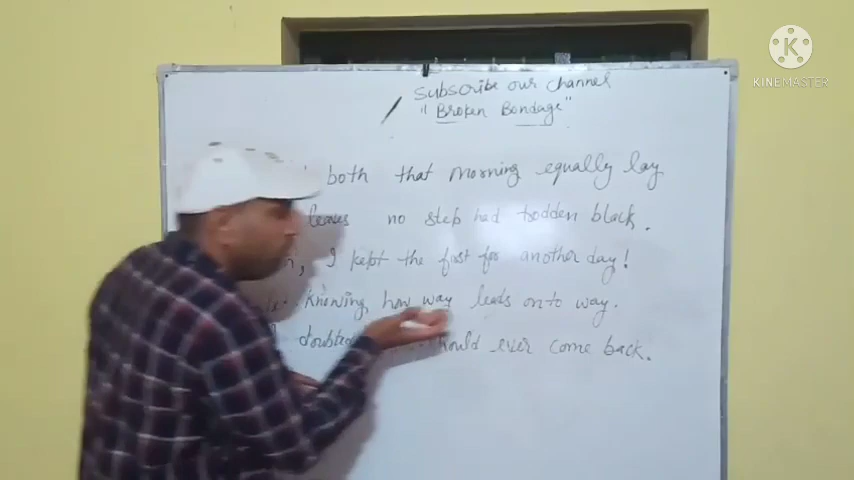 Subscribe our channel
"Broken Bondage"
both that morning equally lay
leaves no step had trodden black.
, I kept the first for another day!
knowing how way leads onto way.
doubted should ever come back.
KINEMASTER